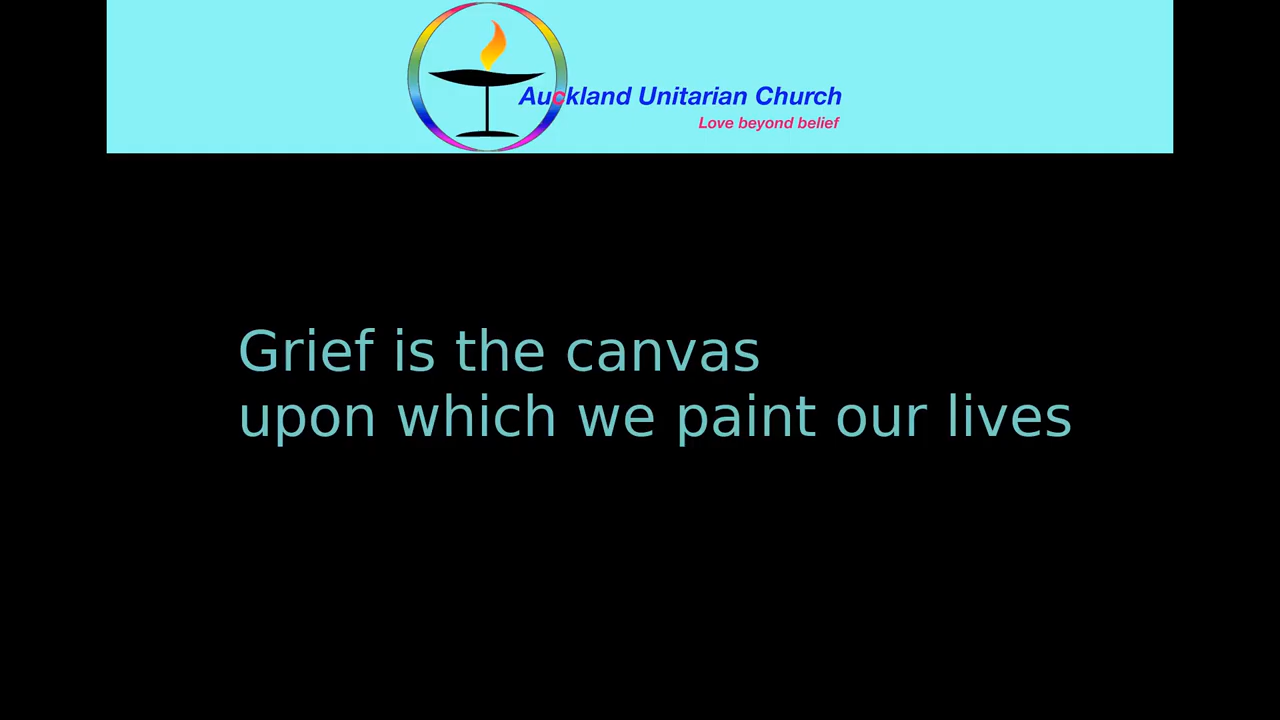 Auckland Unitarian Church
Love beyond belief
Grief is the canvas
upon which we paint our lives